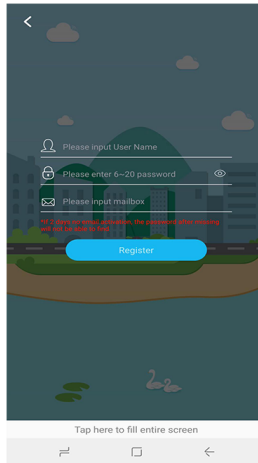 Please input User Name
Please enter 6~20 password
Please input mailbox
Register
Tap here to fill entire screen